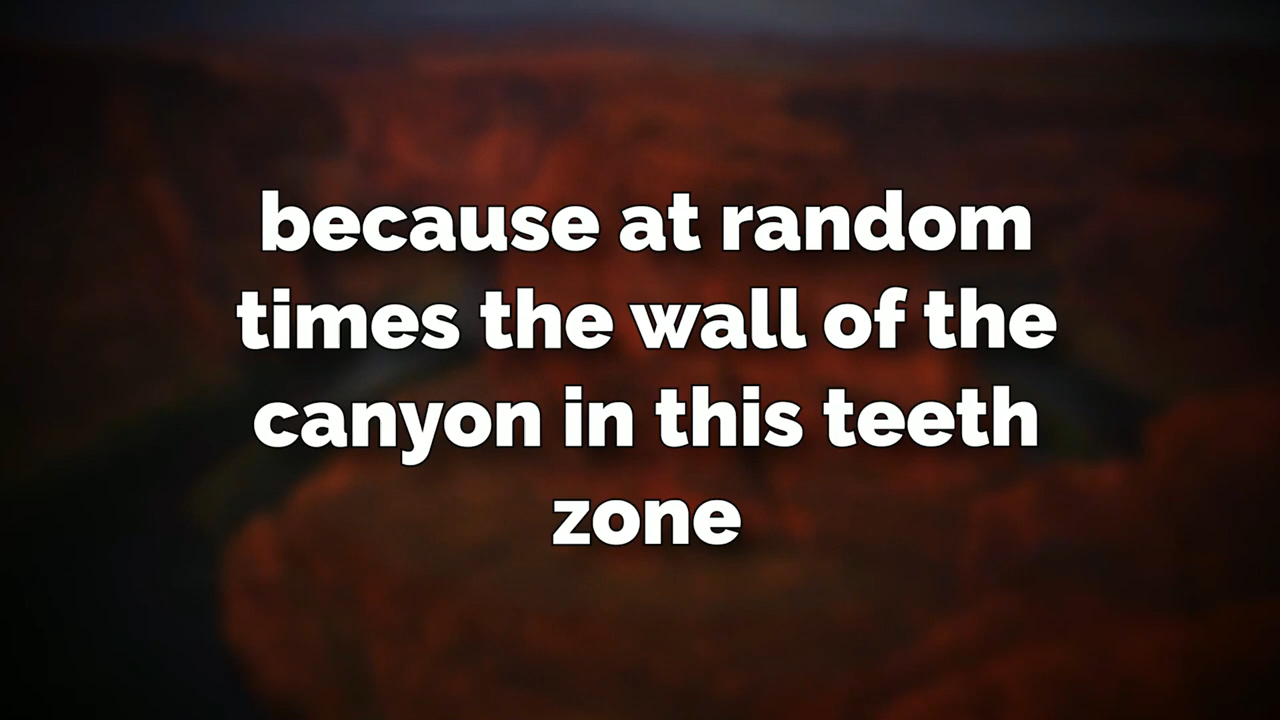 because at random
times the wall of the
canyon in this teeth
zone